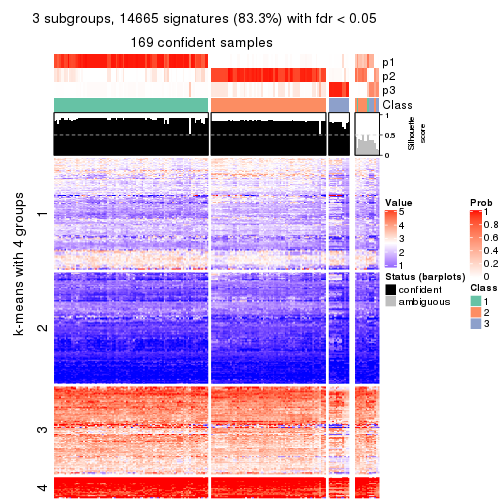 3 subgroups, 14665 signatures (83.3%) with fdr < 0.05
169 confident samples
p1
p2
p3
Class
1
0.5
0
Silhouette
score
k-means with 4 groups
1
2
3
4
Value
5
4
3
2
1
Status (barplots)
confident
ambiguous
Prob
1
0.8
0.6
0.4
0.2
0
Class
1
2
3